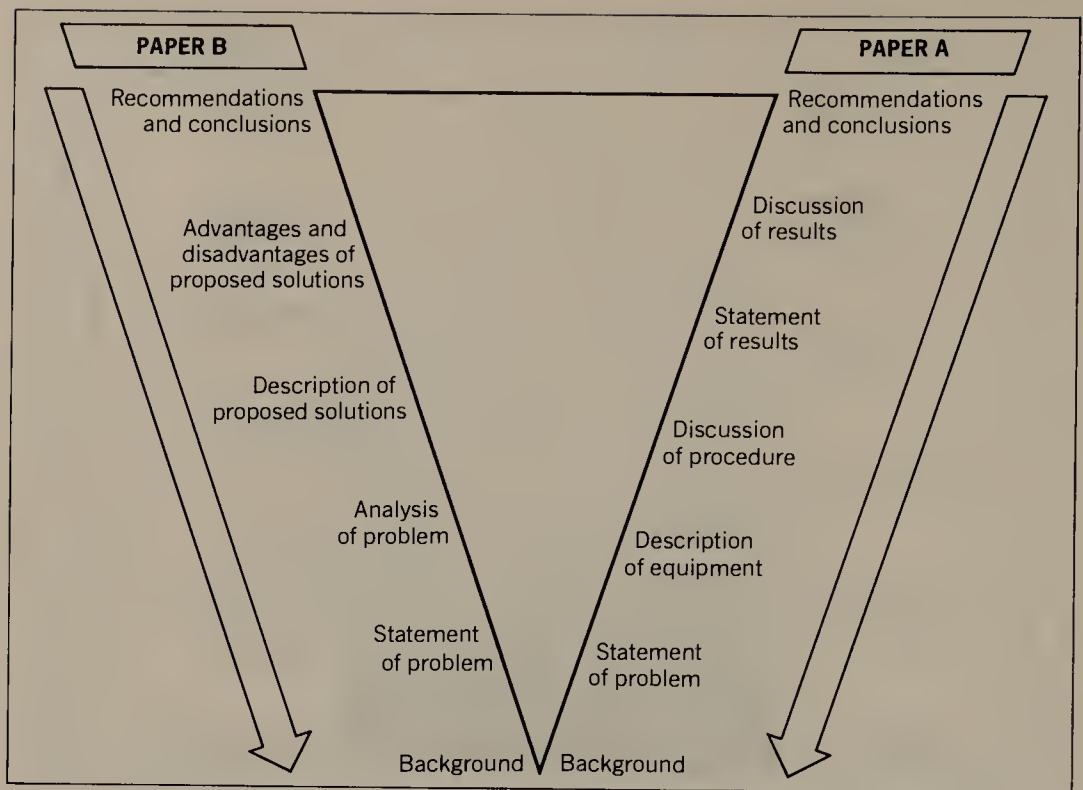 PAPER B
Recommendations
and conclusions
Advantages and
disadvantages of
proposed solutions
Description of
proposed solutions
Analysis
of problem
Statement
of problem
Background
PAPER A
Recommendations
and conclusions
Discussion
of results
Statement
of results
Discussion
of procedure
Description
of equipment
Statement
of problem
Background